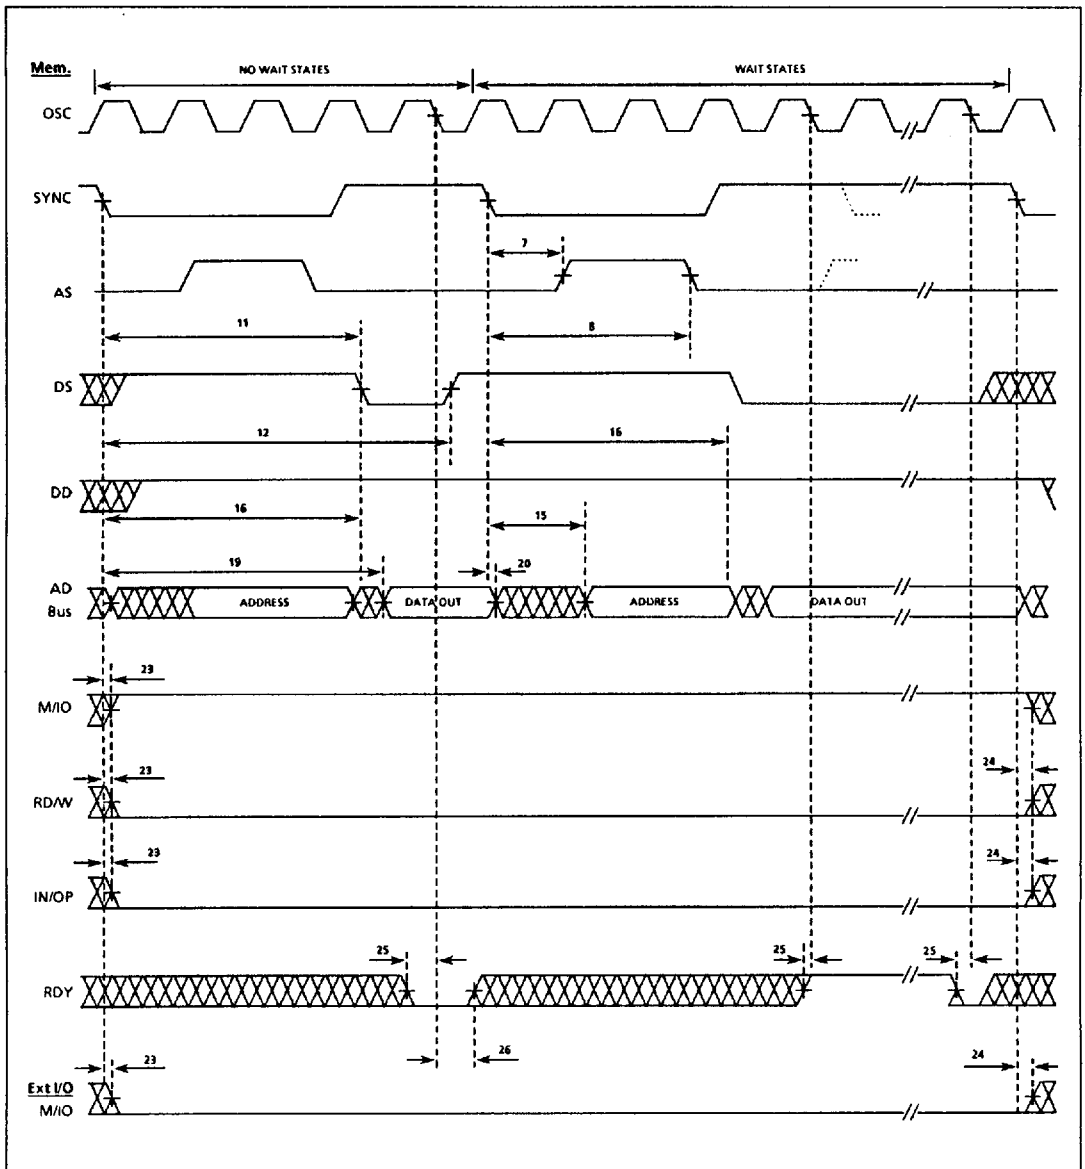 Mem.
NO WAIT STATES
WAIT STATES
OSC
SYNC
7
AS
11
8
DS
12
16
DD
16
15
19
20
AD
Bus
ADDRESS
DATA OUT
ADDRESS
DATA OUT
23
M/IO
23
24
RD/W
23
24
IN/OP
25
25
25
RDY
26
23
24
Ext I/O
M/IO